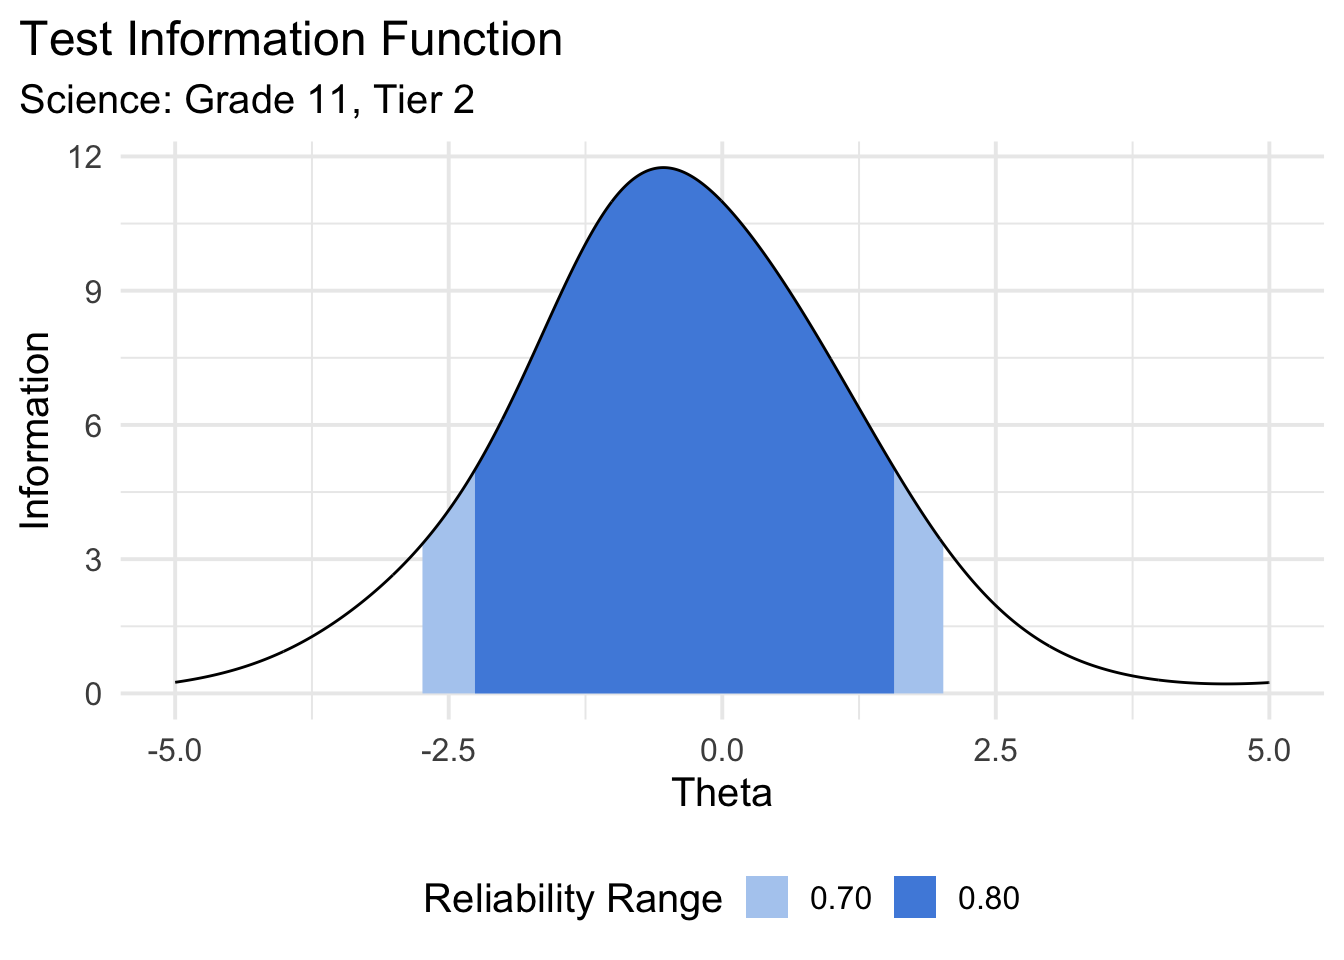 Test Information Function
Science: Grade 11, Tier 2
12
9
6
3
0
Information
-5.0 -2.5 0.0 2.5 5.0
Theta
Reliability Range 0.70 0.80